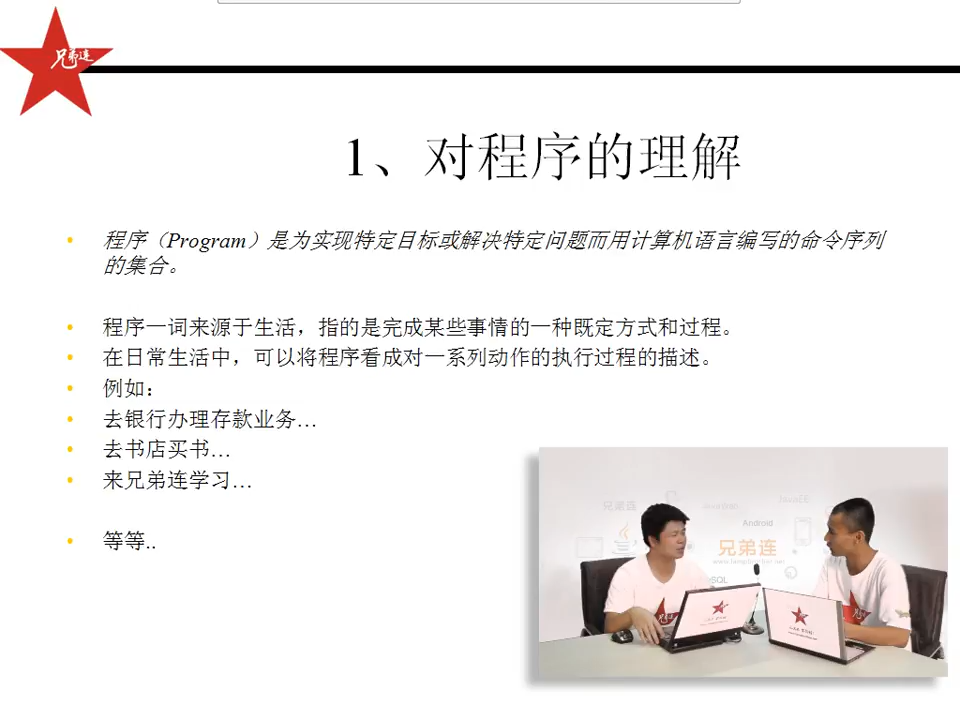 兄弟连
1、对程序的理解
• 程序（Program）是为实现特定目标或解决特定问题而用计算机语言编写的命令序列
的集合。
• 程序一词来源于生活，指的是完成某些事情的一种既定方式和过程。
• 在日常生活中，可以将程序看成对一系列动作的执行过程的描述。
• 例如：
• 去银行办理存款业务…
• 去书店买书…
• 来兄弟连学习…
• 等等..
兄弟连
JavaEE
Android
兄弟连